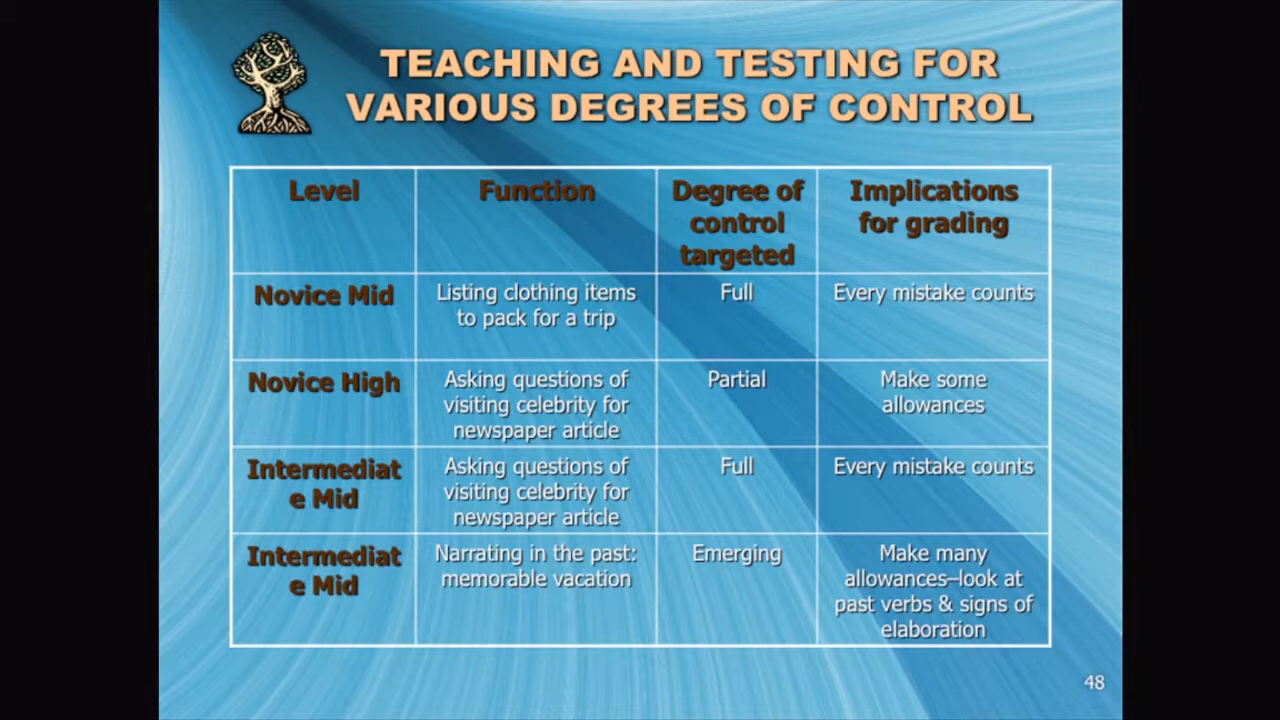 TEACHING AND TESTING FOR
VARIOUS DEGREES OF CONTROL
Level
Function
Degree of
control
targeted
Implications
for grading
Novice Mid
Listing clothing items
to pack for a trip
Full
Every mistake counts
Novice High
Asking questions of
visiting celebrity for
newspaper article
Partial
Make some
allowances
Intermediat
e Mid
Asking questions of
visiting celebrity for
newspaper article
Full
Every mistake counts
Intermediat
e Mid
Narrating in the past:
memorable vacation
Emerging
Make many
allowances–look at
past verbs & signs of
elaboration
48